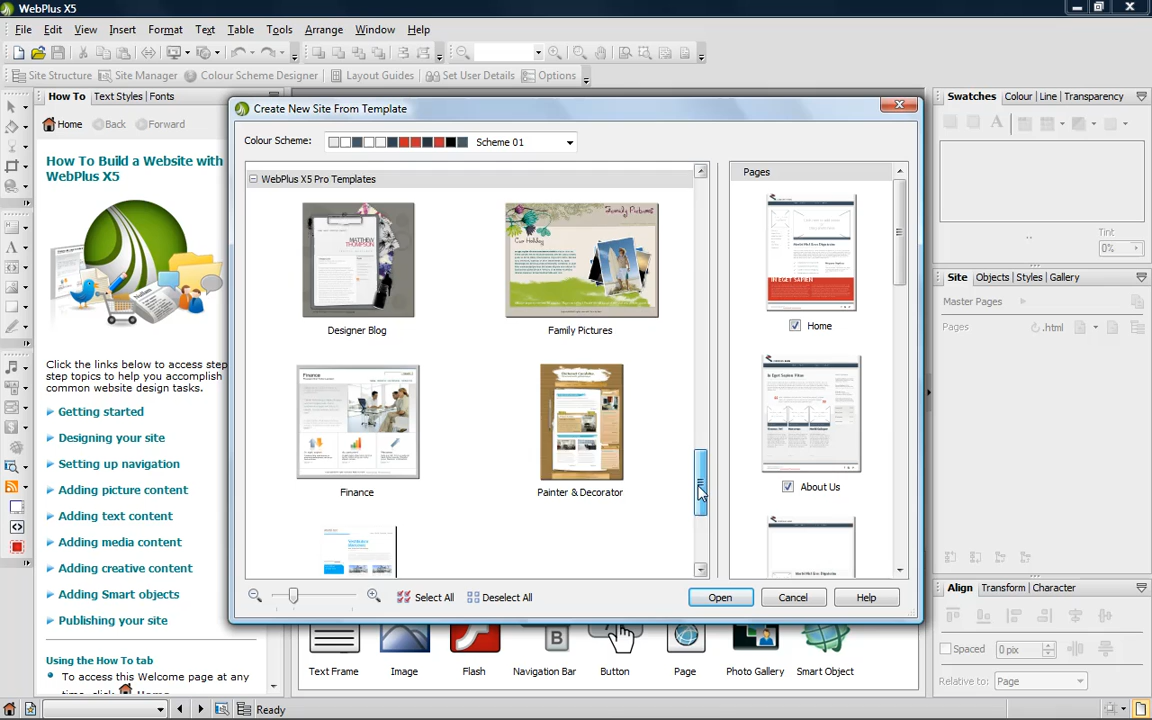 WebPlus X5
File Edit View Insert Format Text Table Tools Arrange Window Help
Site Structure Site Manager Colour Scheme Designer Layout Guides Set User Details Options
How To Text Styles | Fonts
Home Back Forward
How To Build a Website with
WebPlus X5
Click the links below to access step
step topics to help you accomplish
common website design tasks.
Getting started
Designing your site
Setting up navigation
Adding picture content
Adding text content
Adding media content
Adding creative content
Adding Smart objects
Publishing your site
Using the How To tab
To access this Welcome page at any
Create New Site From Template
Colour Scheme: Scheme 01
WebPlus X5 Pro Templates
MATTHEW
THOMPSON
Designer Blog
Family Pictures
Our Holiday
Family Pictures
Finance
Finance
Painter & Decorator
Pages
Home
About Us
Select All Deselect All
Open Cancel Help
Text Frame Image Flash Navigation Bar Button Page Photo Gallery Smart Object
B
Swatches Colour | Line | Transparency
Tint
0%
Site Objects | Styles | Gallery
Master Pages
Pages .html
Align Transform | Character
Spaced 0 pix
Relative to: Page
Ready